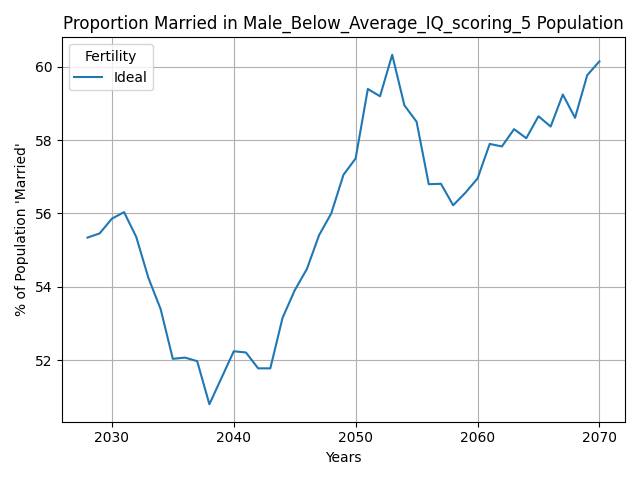 Proportion Married in Male_Below_Average_IQ_scoring_5 Population
Fertility
Ideal
% of Population 'Married'
60
58
56
54
52
2030 2040 2050 2060 2070
Years